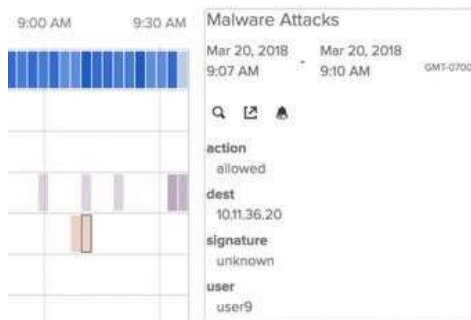 9:00 AM 9:30 AM
Malware Attacks
Mar 20, 2018 - Mar 20, 2018
9:07 AM 9:10 AM GMT-0700
action
allowed
dest
10.11.36.20
signature
unknown
user
user9